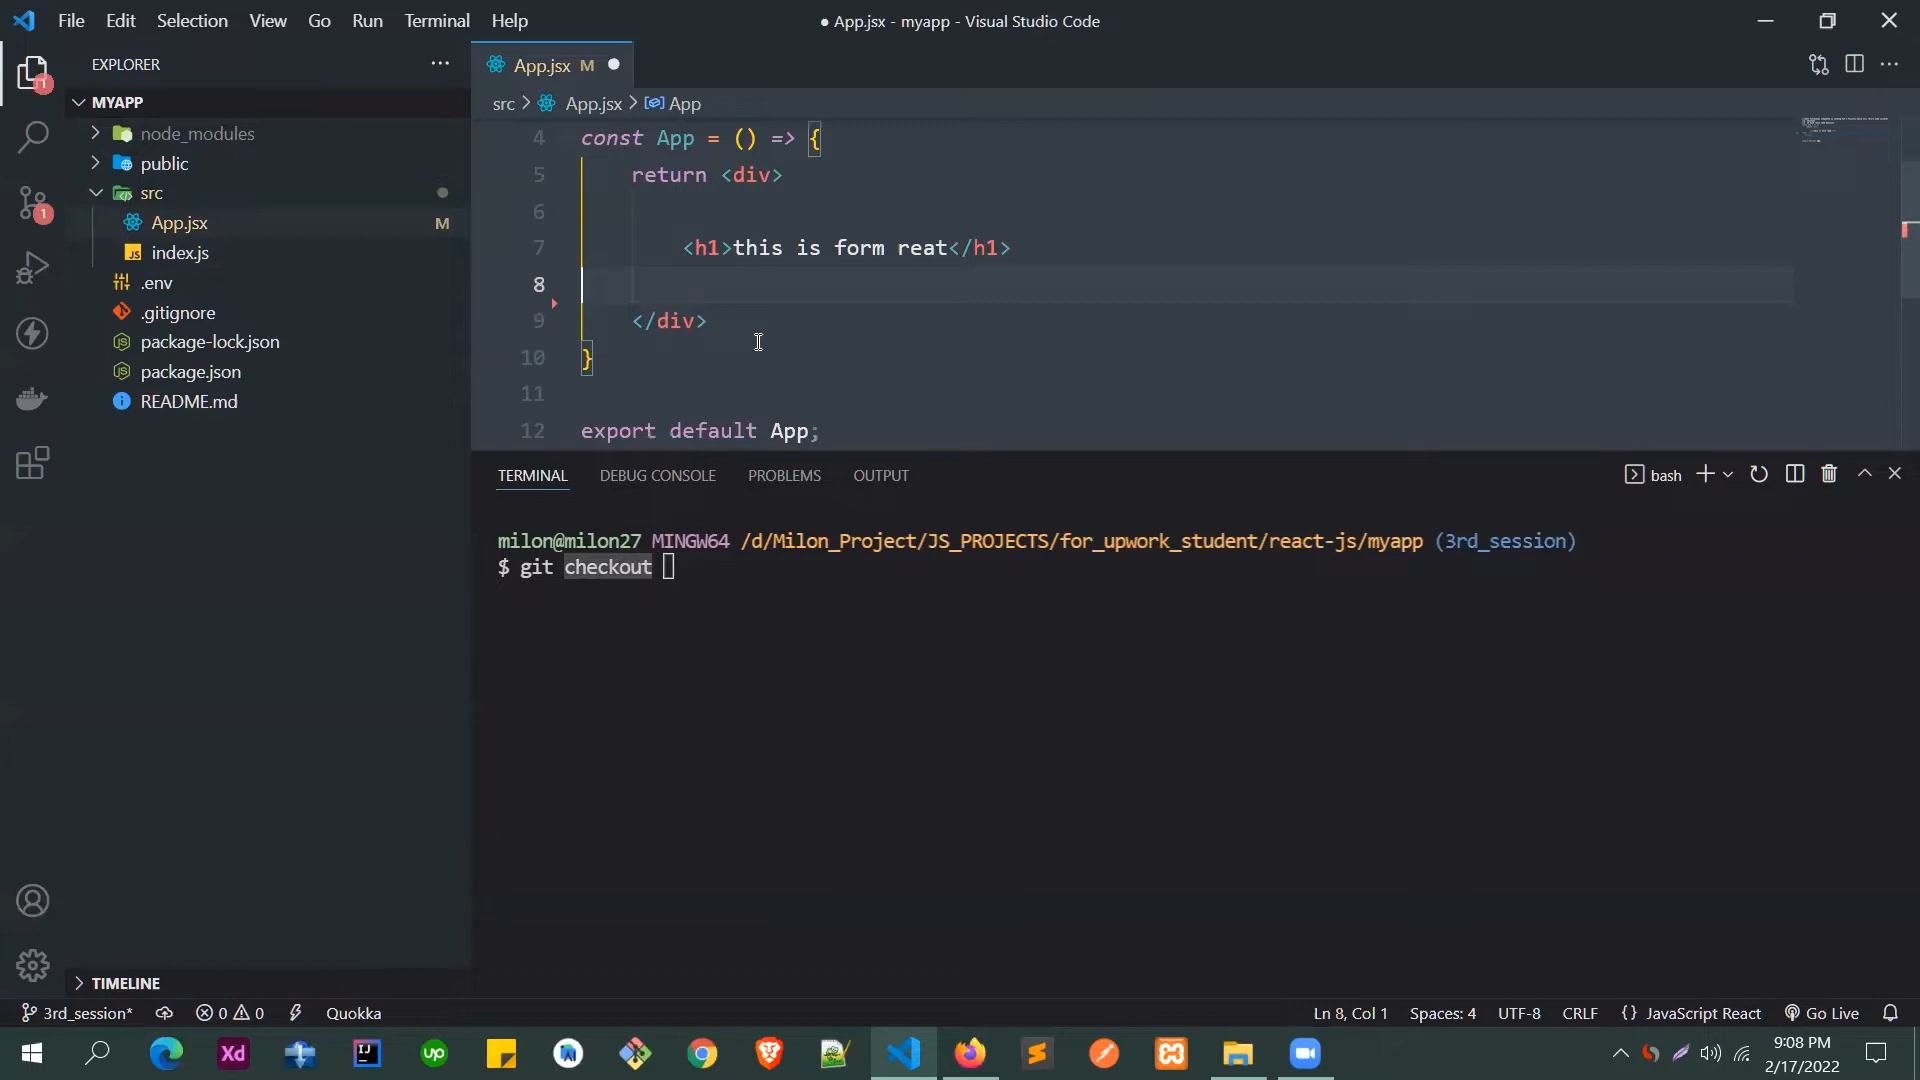 File Edit Selection View Go Run Terminal Help
● App.jsx - myapp - Visual Studio Code
EXPLORER
MYAPP
node_modules
public
src
App.jsx M
index.js
.env
.gitignore
package-lock.json
package.json
README.md
TIMELINE
App.jsx M
src > App.jsx > App
4 const App = () => {
5 return <div>
6
7 <h1>this is form reat</h1>
8
9 </div>
10 }
11
12 export default App;
TERMINAL DEBUG CONSOLE PROBLEMS OUTPUT
bash
milon@milon27 MINGW64 /d/Milon_Project/JS_PROJECTS/for_upwork_student/react-js/myapp (3rd_session)
$ git checkout
1
1
3rd_session* 0 0 Quokka
Ln 8, Col 1 Spaces: 4 UTF-8 CRLF {} JavaScript React Go Live
Xd
IJ
up
9:08 PM
2/17/2022